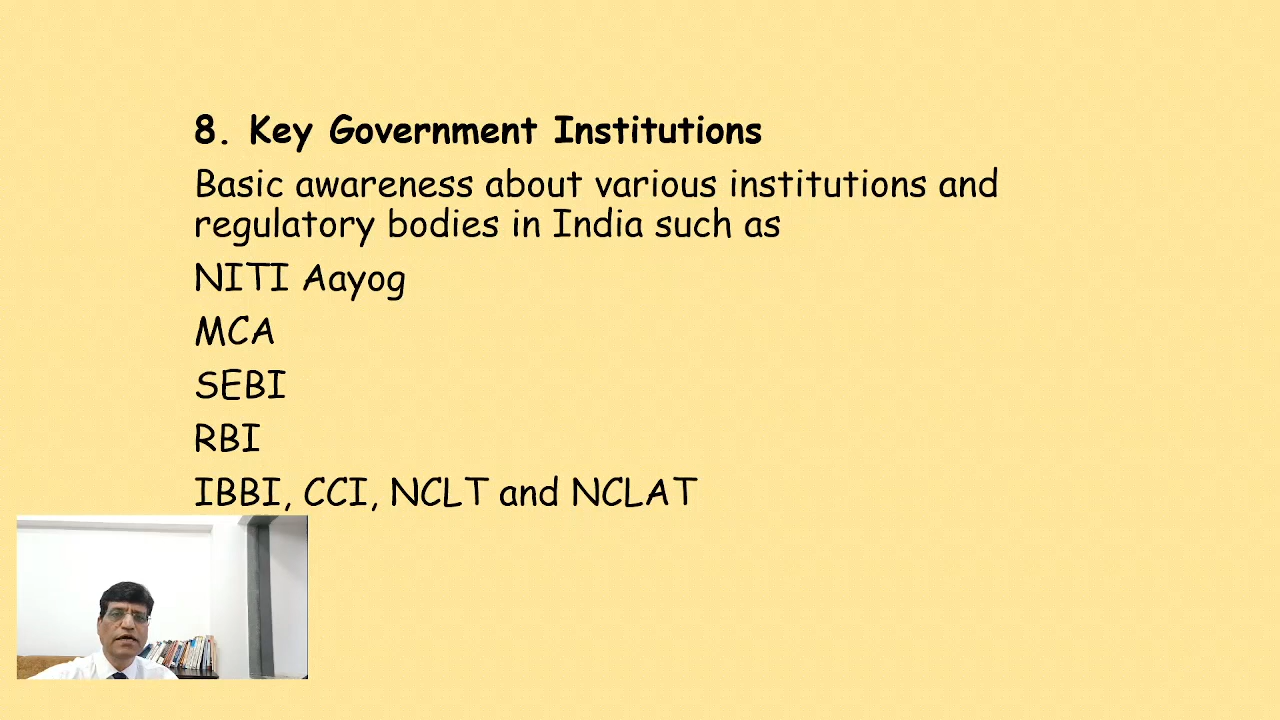 8. Key Government Institutions
Basic awareness about various institutions and
regulatory bodies in India such as
NITI Aayog
MCA
SEBI
RBI
IBBI, CCI, NCLT and NCLAT